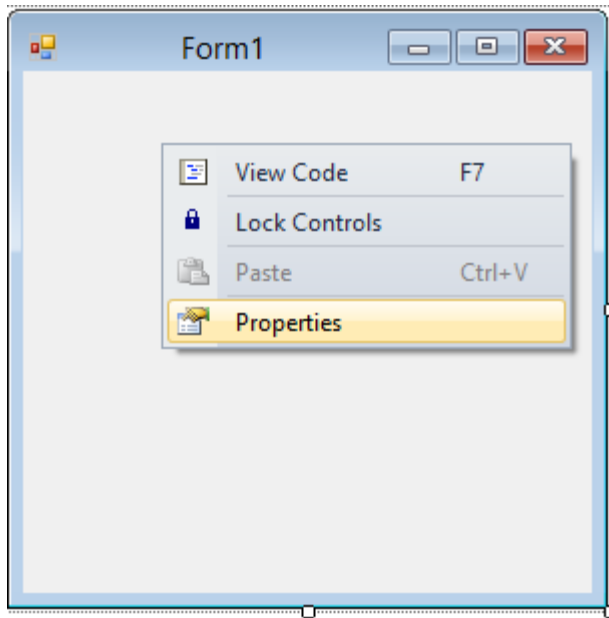 Form1
View Code F7
Lock Controls
Paste Ctrl+V
Properties